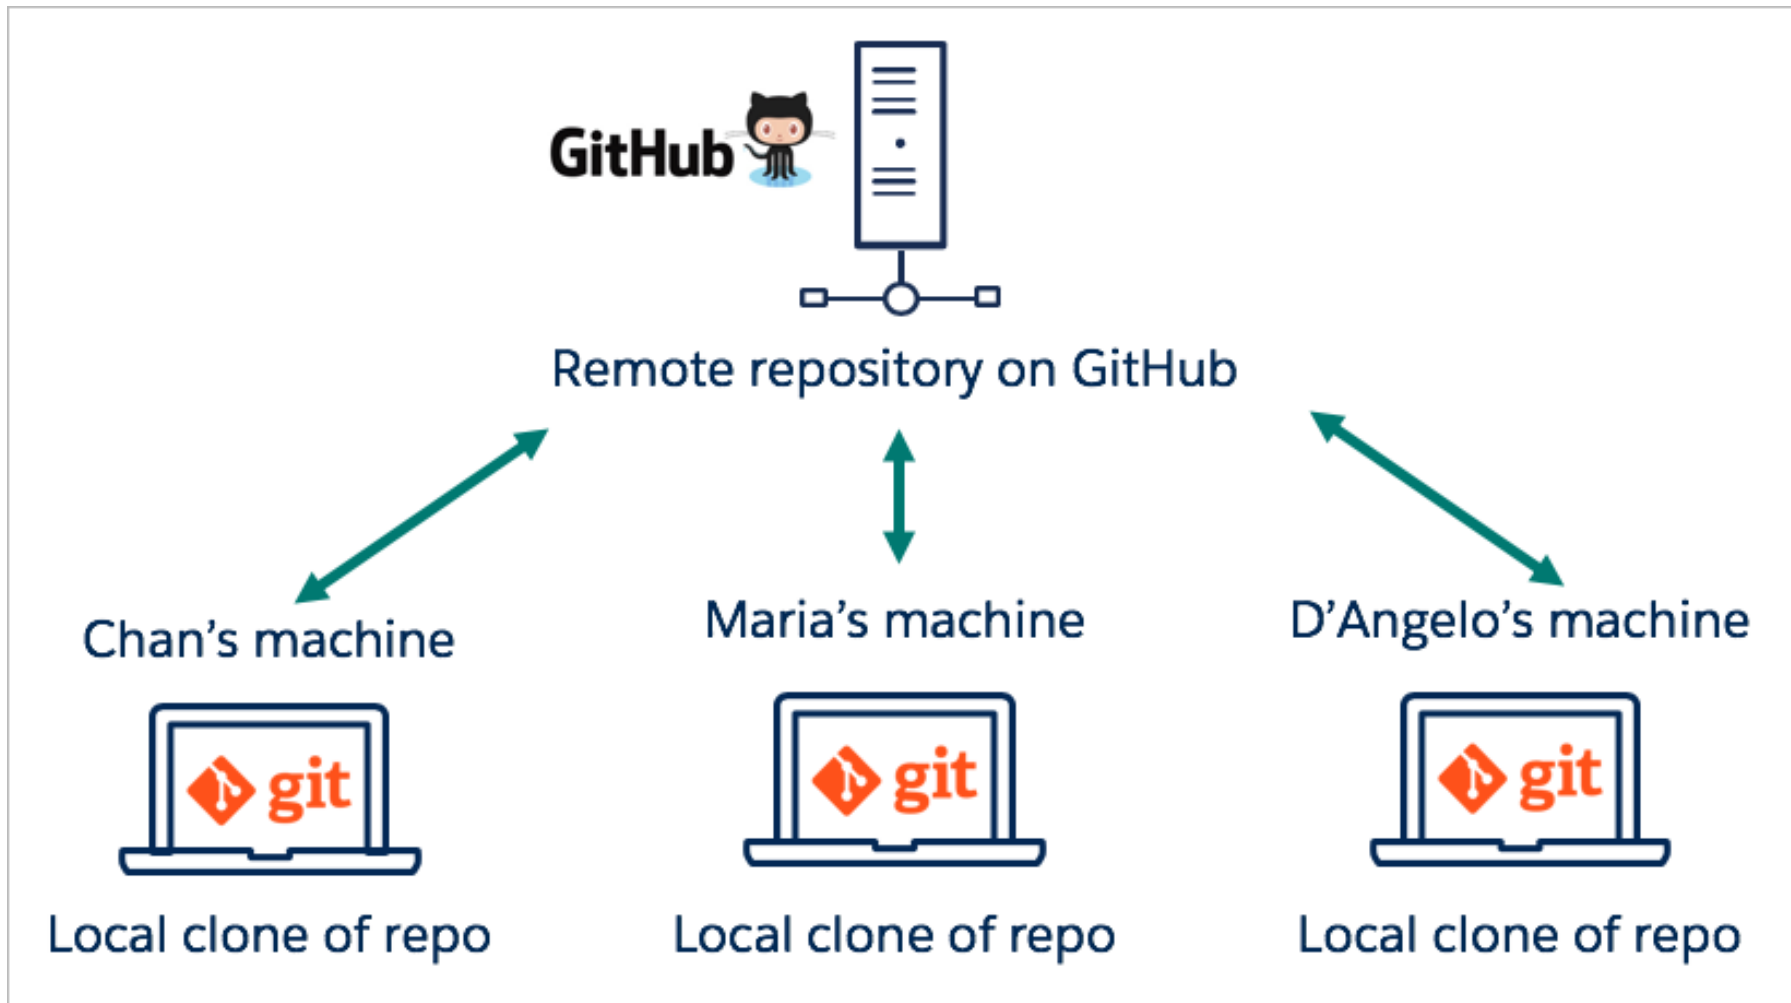 GitHub
Remote repository on GitHub
Chan’s machine
Maria’s machine
D’Angelo’s machine
git
git
git
Local clone of repo
Local clone of repo
Local clone of repo